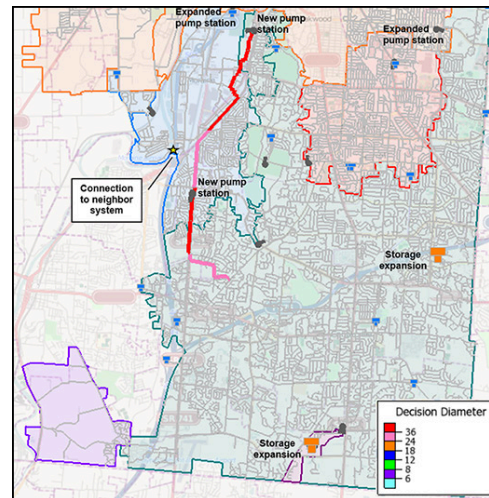 Expanded
pump station
New pump
station
Expanded
pump station
Connection
to neighbor
system
New pump
station
Storage
expansion
Storage
expansion
Decision Diameter
36
24
18
12
8
6